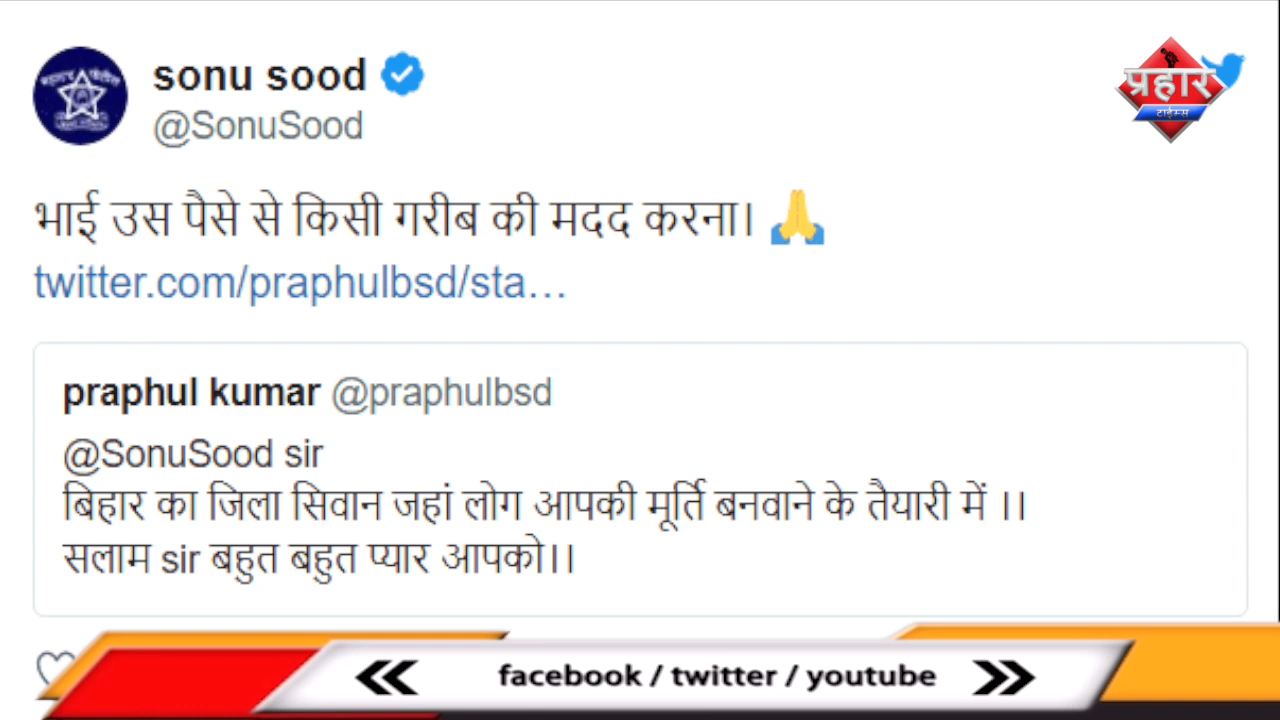 sonu sood
@SonuSood
प्रहार
टाईम्स
भाई उस पैसे से किसी गरीब की मदद करना। 🙏
twitter.com/praphulbsd/sta…
praphul kumar @praphulbsd
@SonuSood sir
बिहार का जिला सिवान जहां लोग आपकी मूर्ति बनवाने के तैयारी में ।।
सलाम sir बहुत बहुत प्यार आपको।।
facebook / twitter / youtube